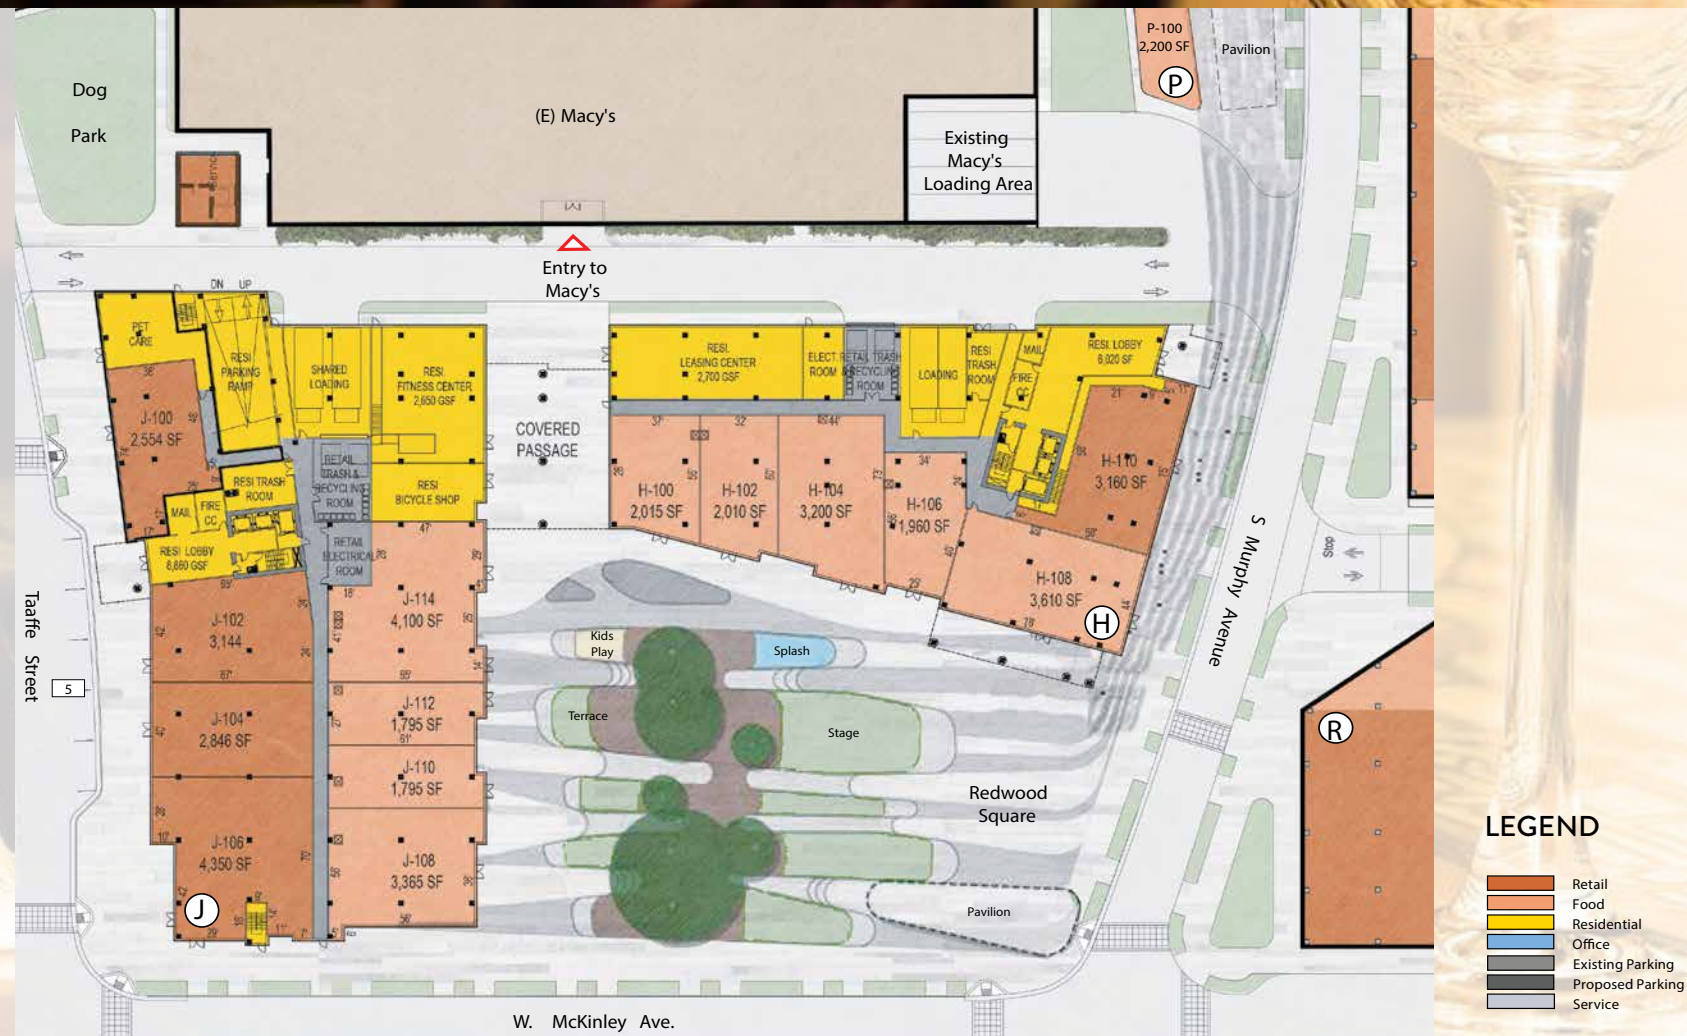 P-100
2,200 SF
P
Pavilion
Dog
Park
(E) Macy's
Existing
Macy's
Loading Area
Entry to
Macy's
DN UP
PET
CARE
RESI
PARKING
RAMP
SHARED
LOADING
RESI.
FITNESS CENTER
2,650 GSF
RESI.
LEASING CENTER
2,700 GSF
ELECT.
ROOM
RETAIL TRASH
& RECYCLING
ROOM
LOADING
RESI
TRASH
ROOM
MAIL
FIRE
CC
RESI. LOBBY
6,020 SF
J-100
2,554 SF
COVERED
PASSAGE
RETAIL
TRASH &
RECYCLING
ROOM
RESI
BICYCLE SHOP
RESI TRASH
ROOM
MAIL
FIRE
CC
RESI LOBBY
8,860 GSF
RETAIL
ELECTRICAL
ROOM
H-100
2,015 SF
H-102
2,010 SF
H-104
3,200 SF
H-106
1,960 SF
H-110
3,160 SF
H-108
3,610 SF
H
S Murphy Avenue
Stop
Taaffe Street
5
J-102
3,144
J-114
4,100 SF
J-104
2,846 SF
J-112
1,795 SF
J-110
1,795 SF
J-106
4,350 SF
J-108
3,365 SF
J
Kids
Play
Splash
Terrace
Stage
Redwood
Square
Pavilion
R
W. McKinley Ave.
LEGEND
Retail
Food
Residential
Office
Existing Parking
Proposed Parking
Service